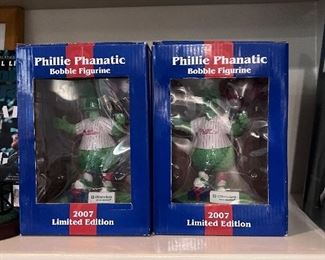 Phillie Phanatic
Bobble Figurine
2007
Limited Edition
Phillie Phanatic
Bobble Figurine
2007
Limited Edition